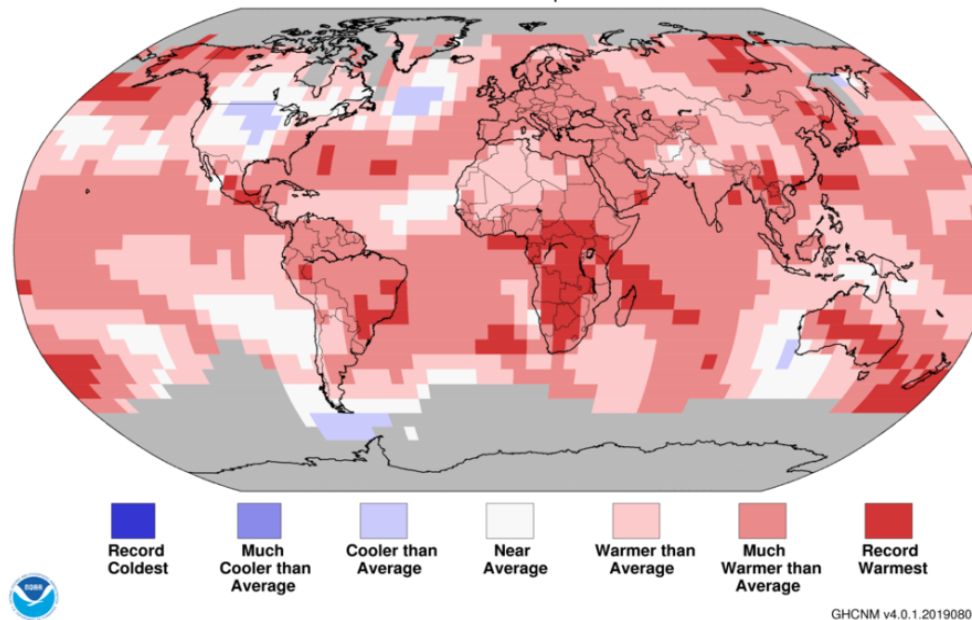 Record
Coldest
Much
Cooler than
Average
Cooler than
Average
Near
Average
Warmer than
Average
Much
Warmer than
Average
Record
Warmest
NOAA
GHCNM v4.0.1.2019080